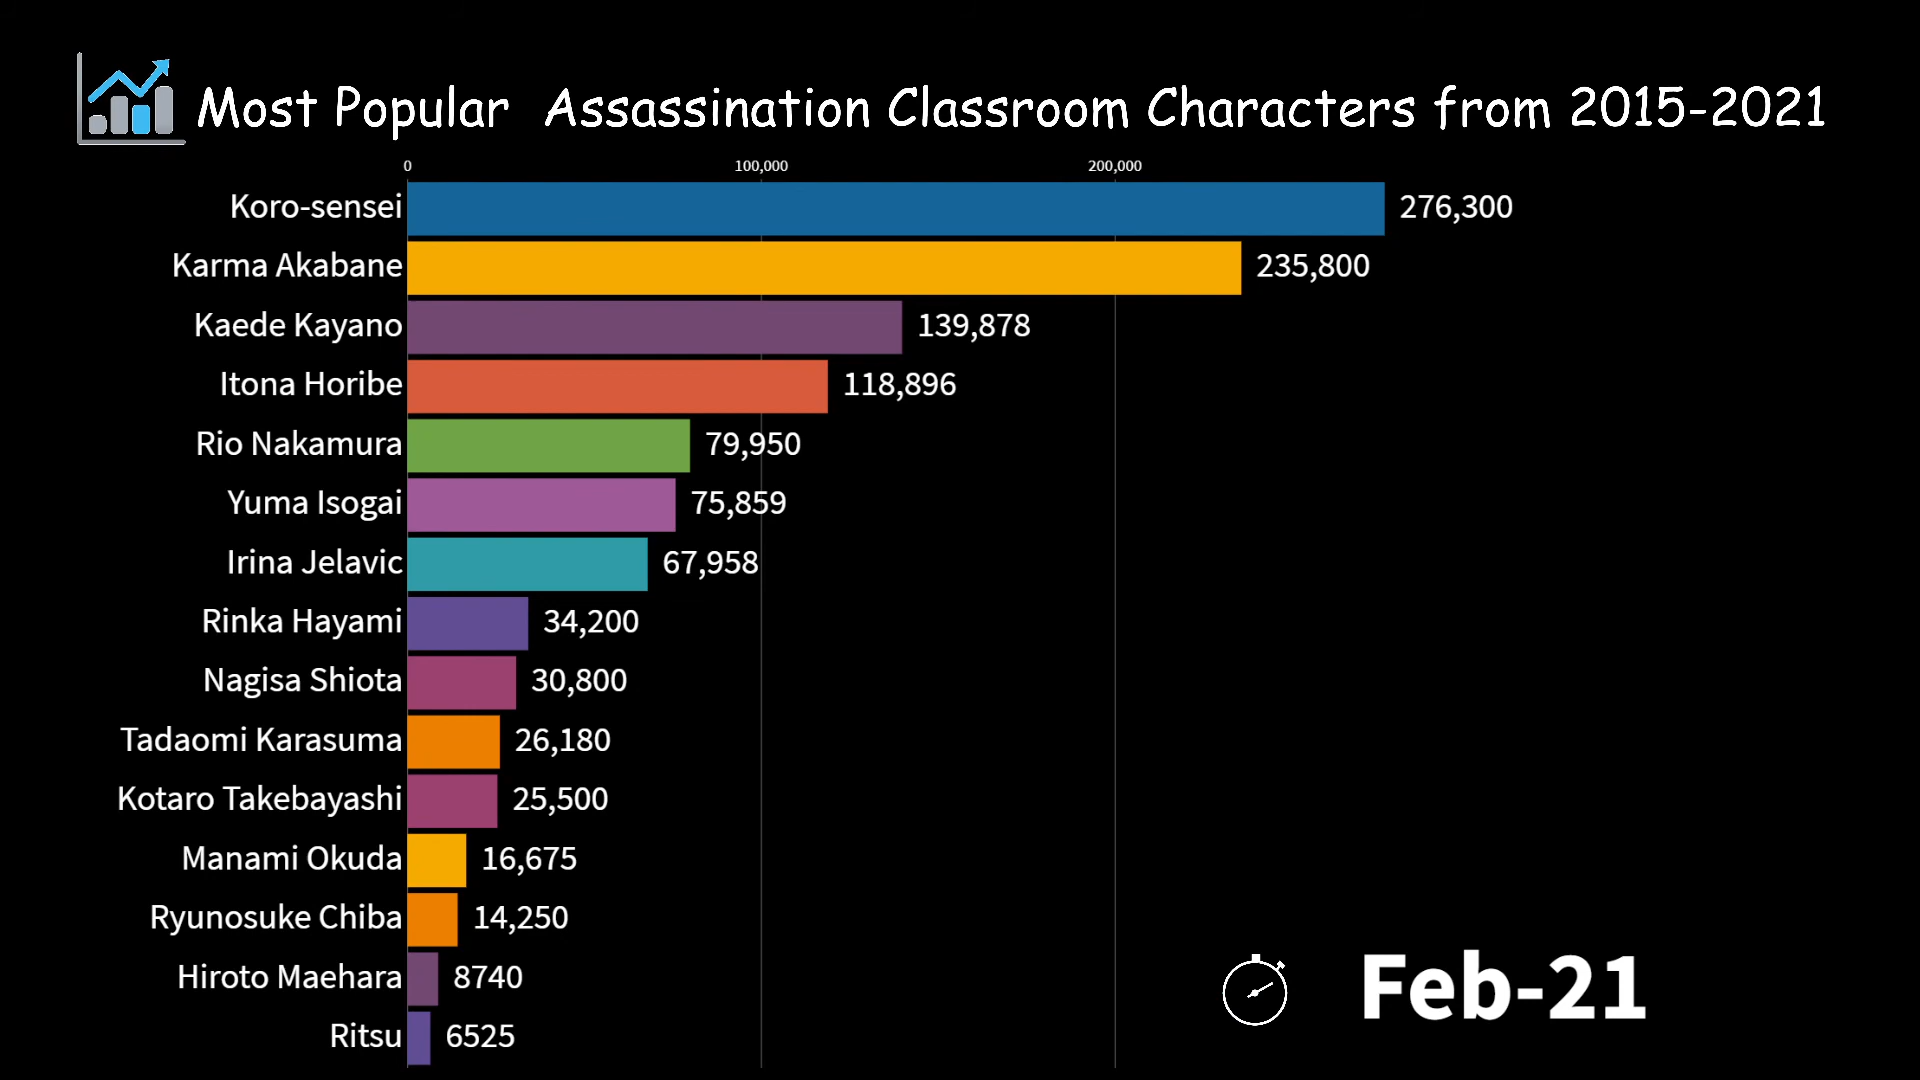 Most Popular Assassination Classroom Characters from 2015-2021
0 100,000 200,000
Koro-sensei 276,300
Karma Akabane 235,800
Kaede Kayano 139,878
Itona Horibe 118,896
Rio Nakamura 79,950
Yuma Isogai 75,859
Irina Jelavic 67,958
Rinka Hayami 34,200
Nagisa Shiota 30,800
Tadaomi Karasuma 26,180
Kotaro Takebayashi 25,500
Manami Okuda 16,675
Ryunosuke Chiba 14,250
Hiroto Maehara 8740
Ritsu 6525
Feb-21